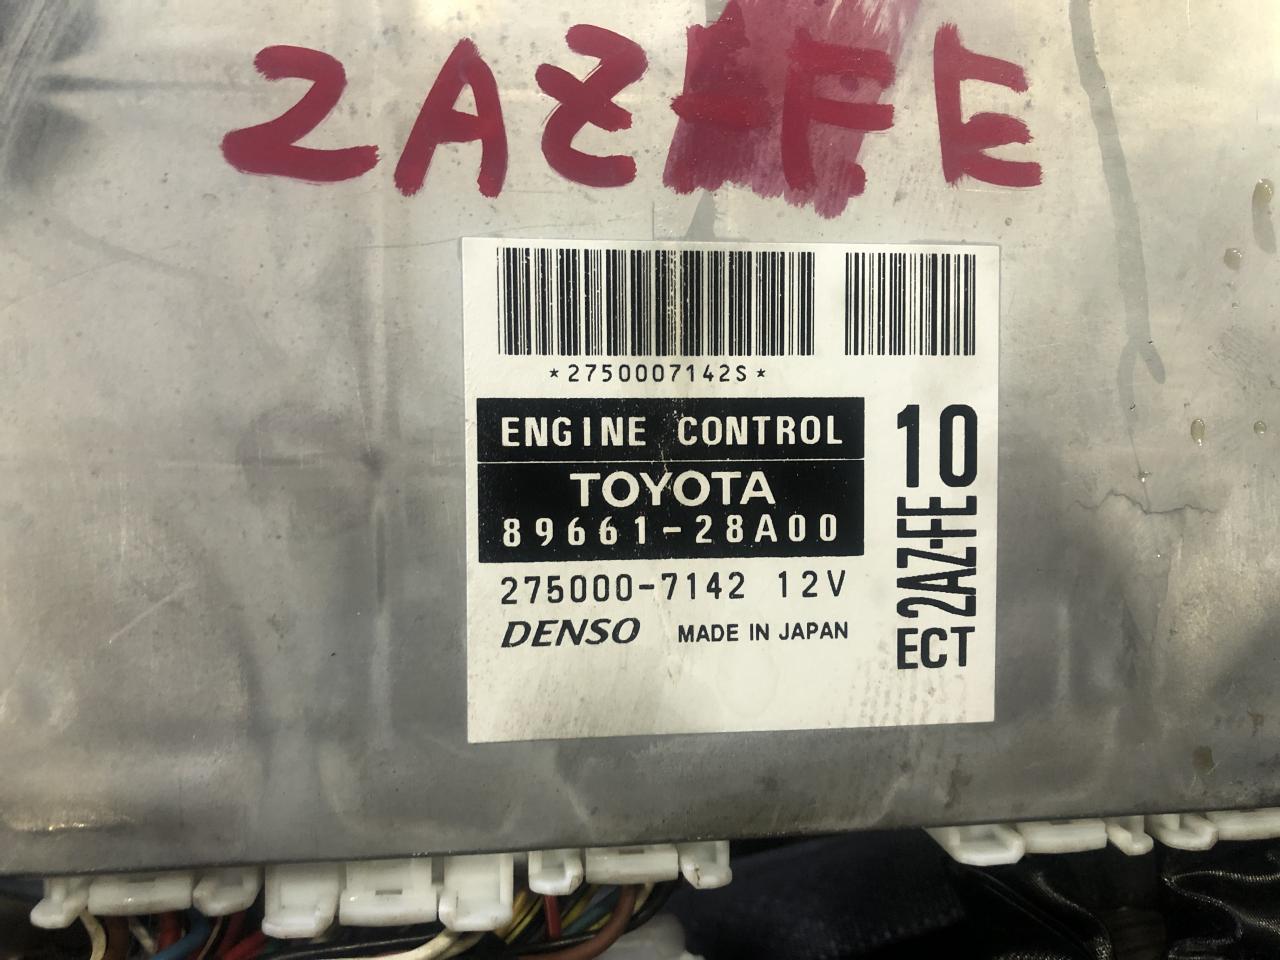 2AZ-FE
*2750007142S*
ENGINE CONTROL
TOYOTA
89661-28A00
275000-7142 12V
DENSO MADE IN JAPAN
10
2AZ-FE
ECT